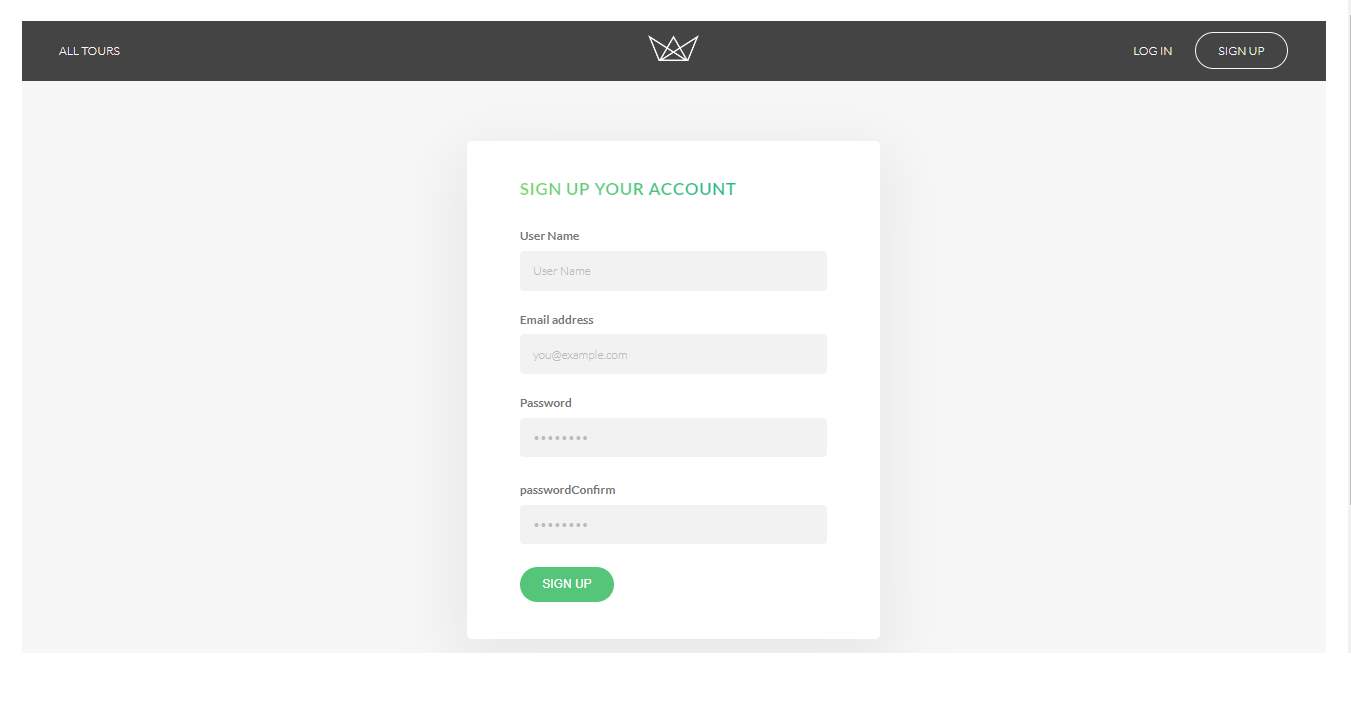 ALL TOURS
LOG IN
SIGN UP
SIGN UP YOUR ACCOUNT
User Name
User Name
Email address
you@example.com
Password
••••••••
passwordConfirm
••••••••
SIGN UP